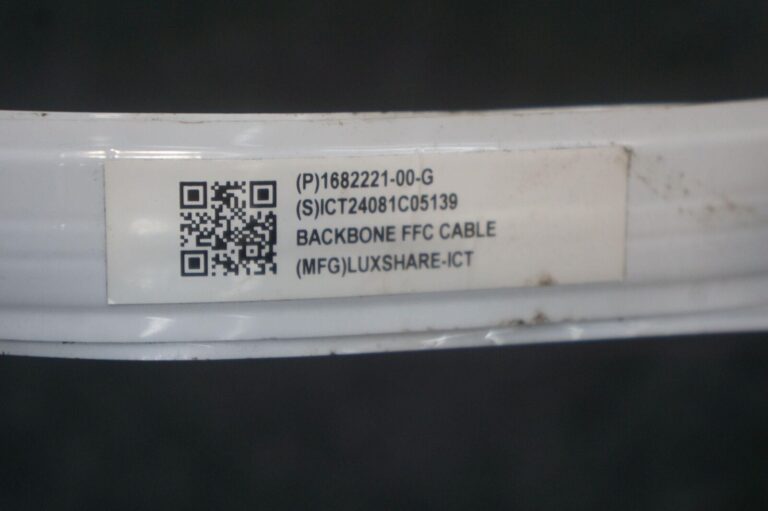 (P)1682221-00-G
(S)ICT24081C05139
BACKBONE FFC CABLE
(MFG)LUXSHARE-ICT